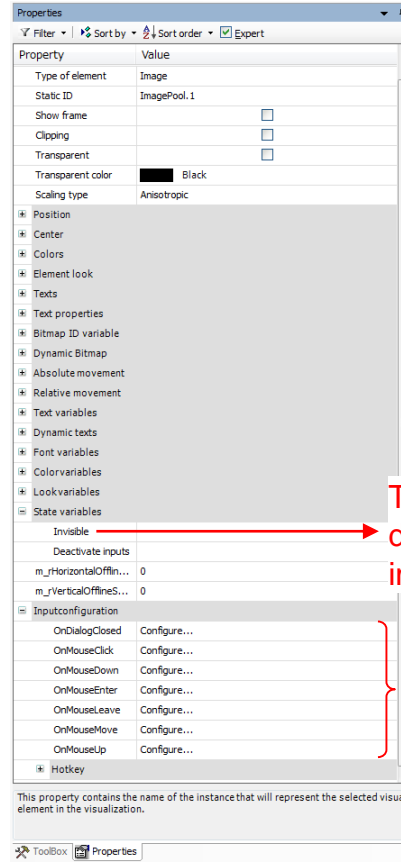 Properties
Filter Sort by Sort order Expert
Property Value
Type of element Image
Static ID ImagePool.1
Show frame
Clipping
Transparent
Transparent color Black
Scaling type Anisotropic
Position
Center
Colors
Element look
Texts
Text properties
Bitmap ID variable
Dynamic Bitmap
Absolute movement
Relative movement
Text variables
Dynamic texts
Font variables
Colorvariables
Lookvariables
State variables
Invisible
Deactivate inputs
m_rHorizontalOfflin... 0
m_rVerticalOfflineS... 0
Inputconfiguration
OnDialogClosed Configure...
OnMouseClick Configure...
OnMouseDown Configure...
OnMouseEnter Configure...
OnMouseLeave Configure...
OnMouseMove Configure...
OnMouseUp Configure...
Hotkey
This property contains the name of the instance that will represent the selected
element in the visualization.
ToolBox Properties